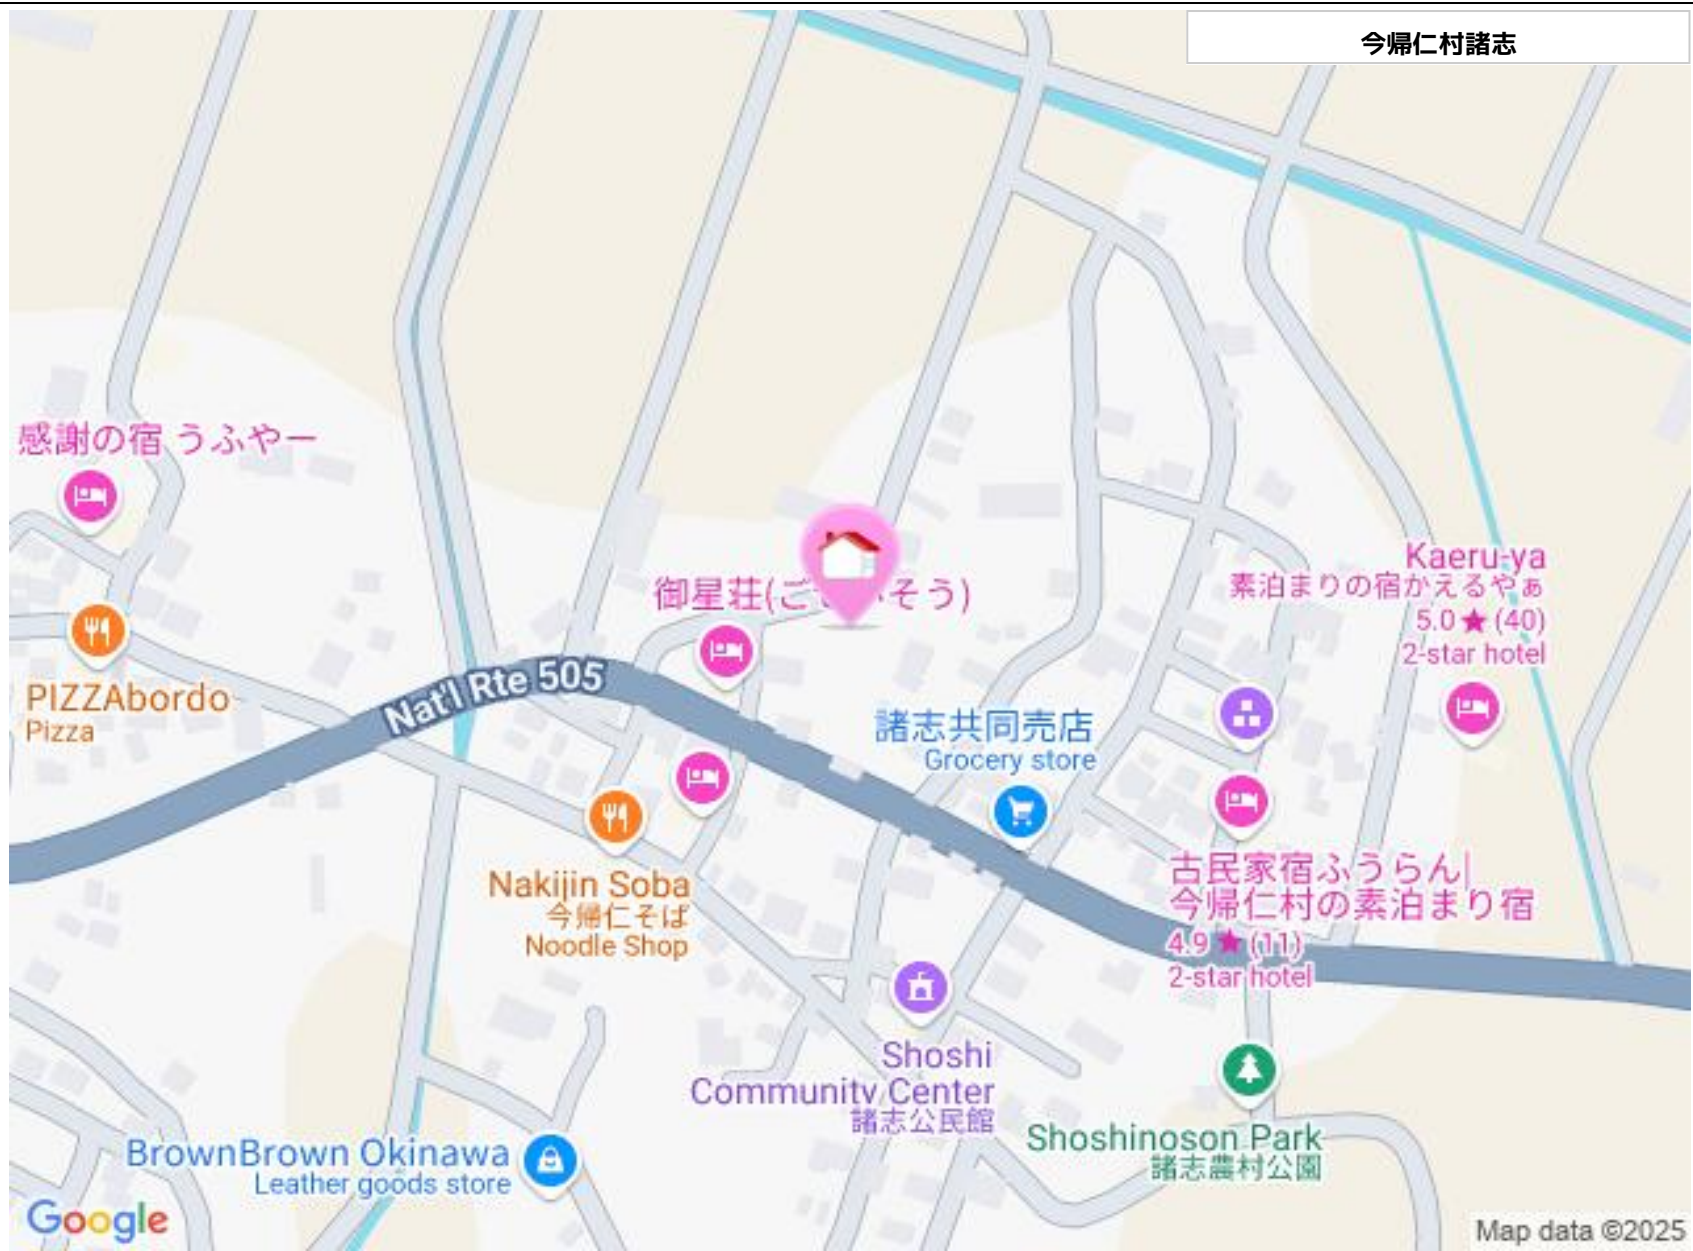 今帰仁村諸志
感謝の宿 うふやー
御星荘(ご
そう)
Kaeru-ya
素泊まりの宿かえるやぁ
5.0 ★ (40)
2-star hotel
PIZZAbordo
Pizza
Nat'l Rte 505
諸志共同売店
Grocery store
Nakijin Soba
今帰仁そば
Noodle Shop
古民家宿ふうらん|
今帰仁村の素泊まり宿
4.9 ★ (11)
2-star hotel
Shoshi
Community Center
諸志公民館
Shoshinoson Park
諸志農村公園
BrownBrown Okinawa
Leather goods store
Google
Map data ©2025